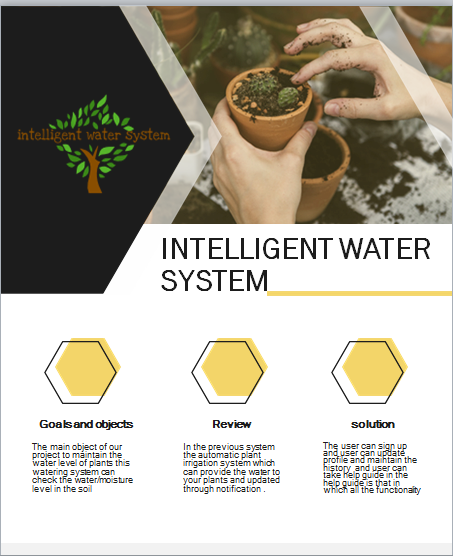 intelligent water system
INTELLIGENT WATER
SYSTEM
Goals and objects
The main object of our
project to maintain the
water level of plants this
watering system can
check the water/moisture
level in the soil
Review
In the previous system
the automatic plant
irrigation system which
can provide the water to
your plants and updated
through notification .
solution
The user can sign up
and user can update
profile and maintain the
history and user can
take help guide in the
help guide is that in
which all the functionality